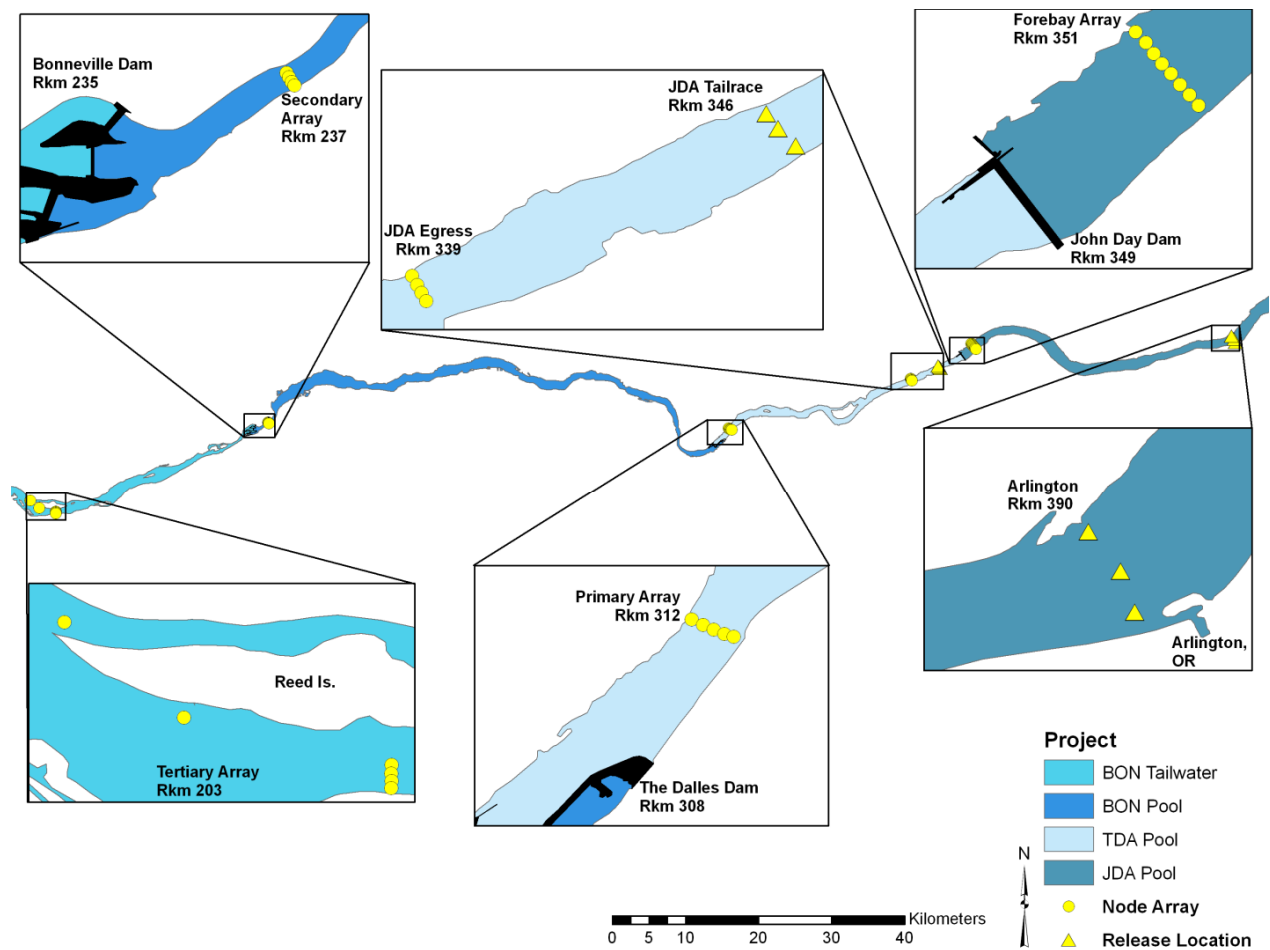 Bonneville Dam
Rkm 235
Secondary
Array
Rkm 237
JDA Tailrace
Rkm 346
JDA Egress
Rkm 339
Forebay Array
Rkm 351
John Day Dam
Rkm 349
Reed Is.
Tertiary Array
Rkm 203
Primary Array
Rkm 312
The Dalles Dam
Rkm 308
Arlington
Rkm 390
Arlington,
OR
Project
BON Tailwater
BON Pool
TDA Pool
JDA Pool
Node Array
Release Location
N
Kilometers
0 5 10 20 30 40